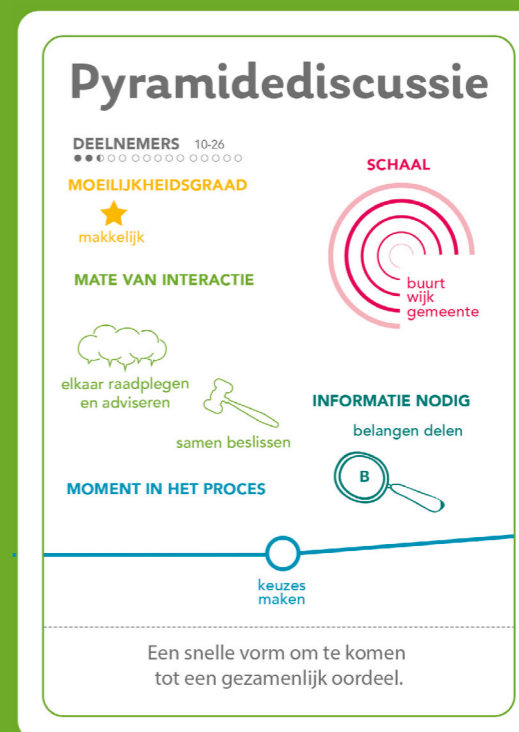 Pyramidediscussie
DEELNEMERS 10-26
MOEILIJKHEIDSGRAAD
makkelijk
SCHAAL
buurt
wijk
gemeente
MATE VAN INTERACTIE
elkaar raadplegen
en adviseren
samen beslissen
INFORMATIE NODIG
belangen delen
B
MOMENT IN HET PROCES
keuzes
maken
Een snelle vorm om te komen
tot een gezamenlijk oordeel.